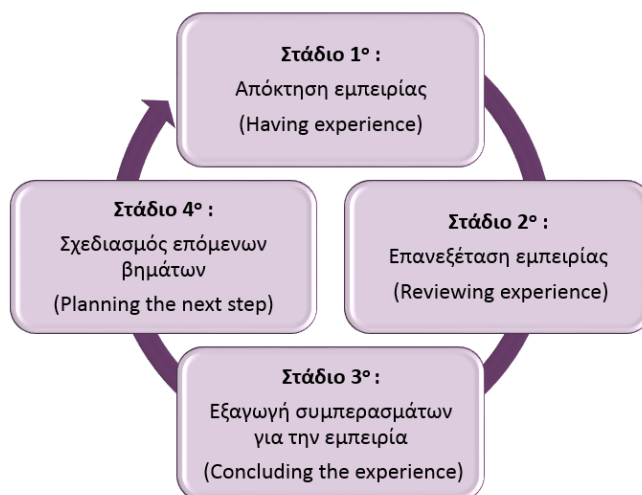 Στάδιο 1ο :
Απόκτηση εμπειρίας
(Having experience)
Στάδιο 2ο :
Επανεξέταση εμπειρίας
(Reviewing experience)
Στάδιο 3ο :
Εξαγωγή συμπερασμάτων
για την εμπειρία
(Concluding the experience)
Στάδιο 4ο :
Σχεδιασμός επόμενων
βημάτων
(Planning the next step)